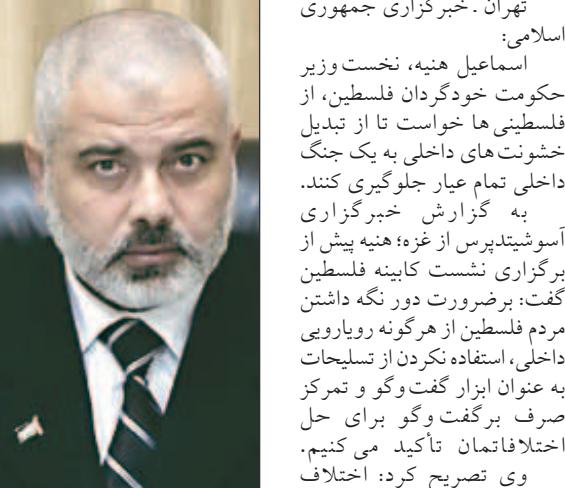 تهران ـ خبرگزاری جمهوری
اسلامی:
اسماعیل هنیه، نخست وزیر
حکومت خودگردان فلسطین، از
فلسطینی ها خواست تا از تبدیل
خشونت های داخلی به یک جنگ
داخلی تمام عیار جلوگیری کنند.
به گزارش خبرگزاری
آسوشیتدپرس از غزه؛ هنیه پیش از
برگزاری نشست کابینه فلسطین
گفت: برضرورت دور نگه داشتن
مردم فلسطین از هرگونه رویارویی
داخلی، استفاده نکردن از تسلیحات
به عنوان ابزار گفت وگو و تمرکز
صرف برگفت وگو برای حل
اختلافاتمان تأکید می کنیم.
وی تصریح کرد: اختلاف